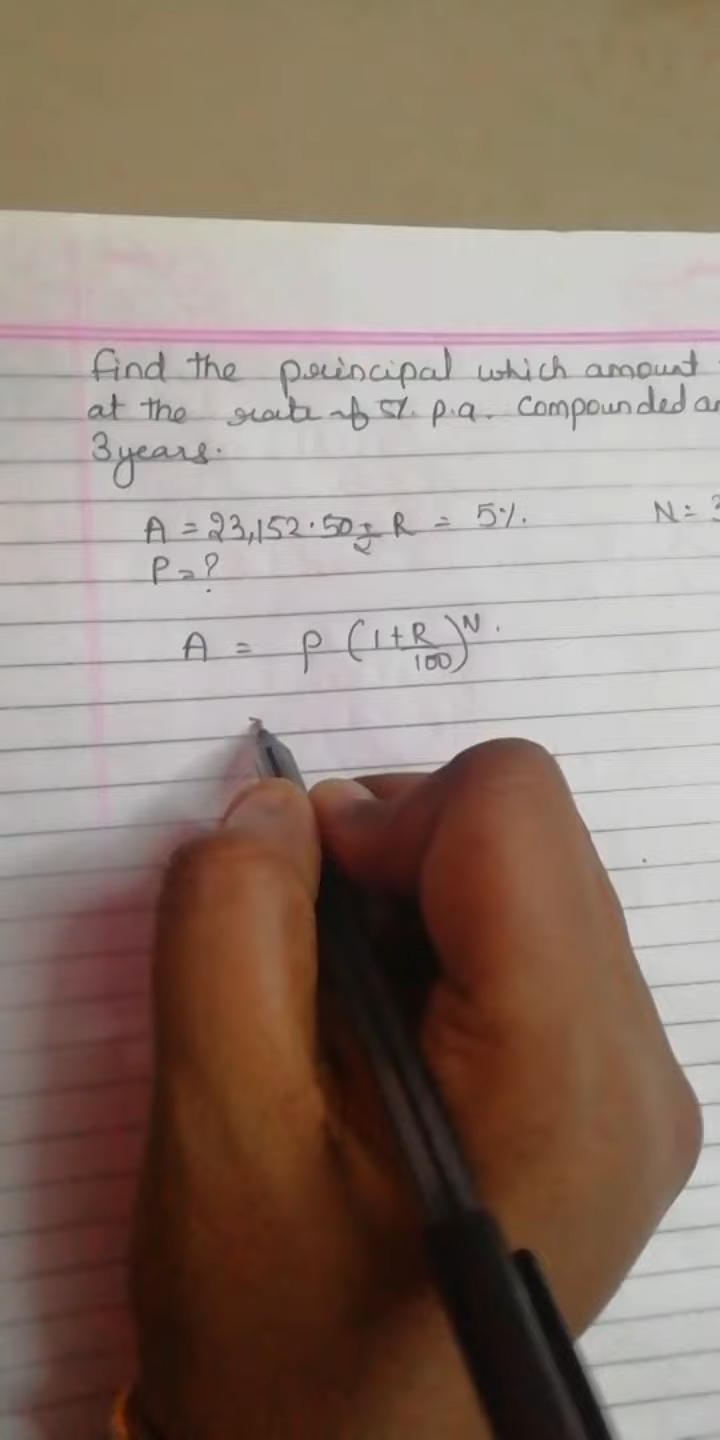 find the principal which amount
at the rate of 5% p.a. compounded
3 years.
A = 23,152.50 R = 5%. N = 3
P = ?
A = P (1+R/100)^N.